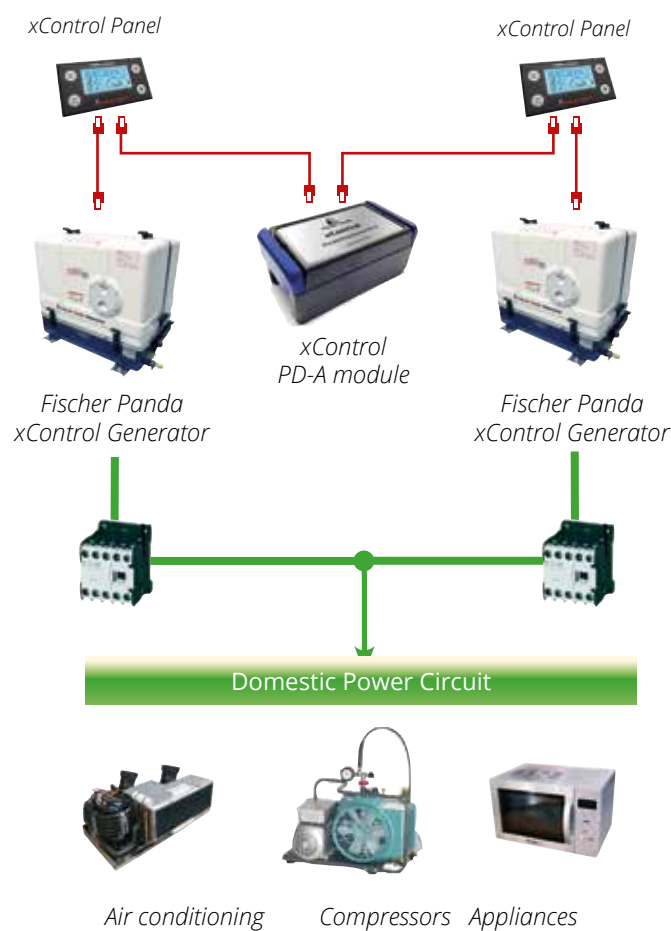 xControl Panel
xControl Panel
xControl
xControl
PD-A module
Fischer Panda
xControl Generator
Fischer Panda
xControl Generator
Domestic Power Circuit
Air conditioning
Compressors
Appliances